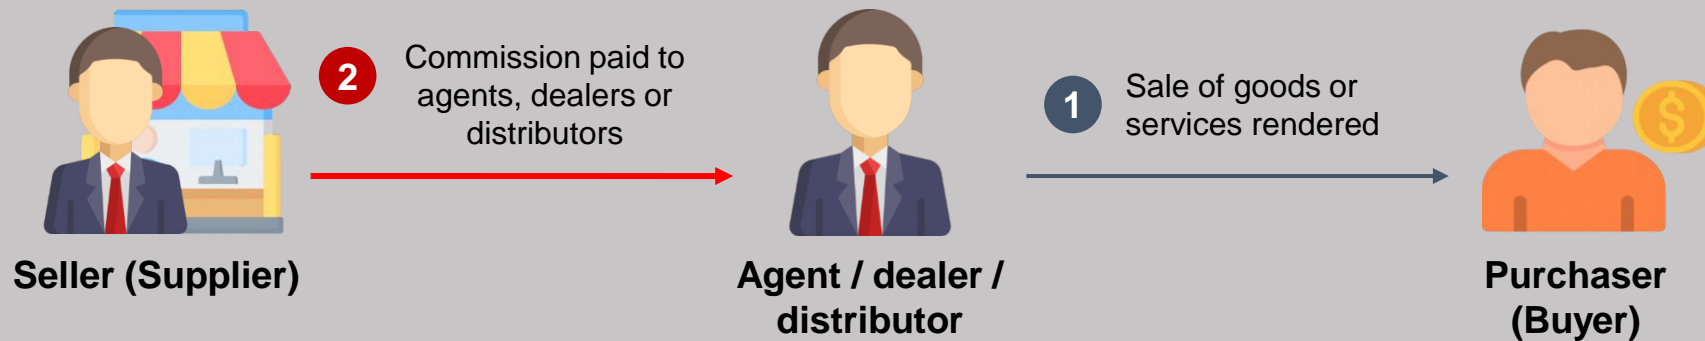 2
Commission paid to
agents, dealers or
distributors
1
Sale of goods or
services rendered
$
Seller (Supplier)
Agent / dealer /
distributor
Purchaser
(Buyer)